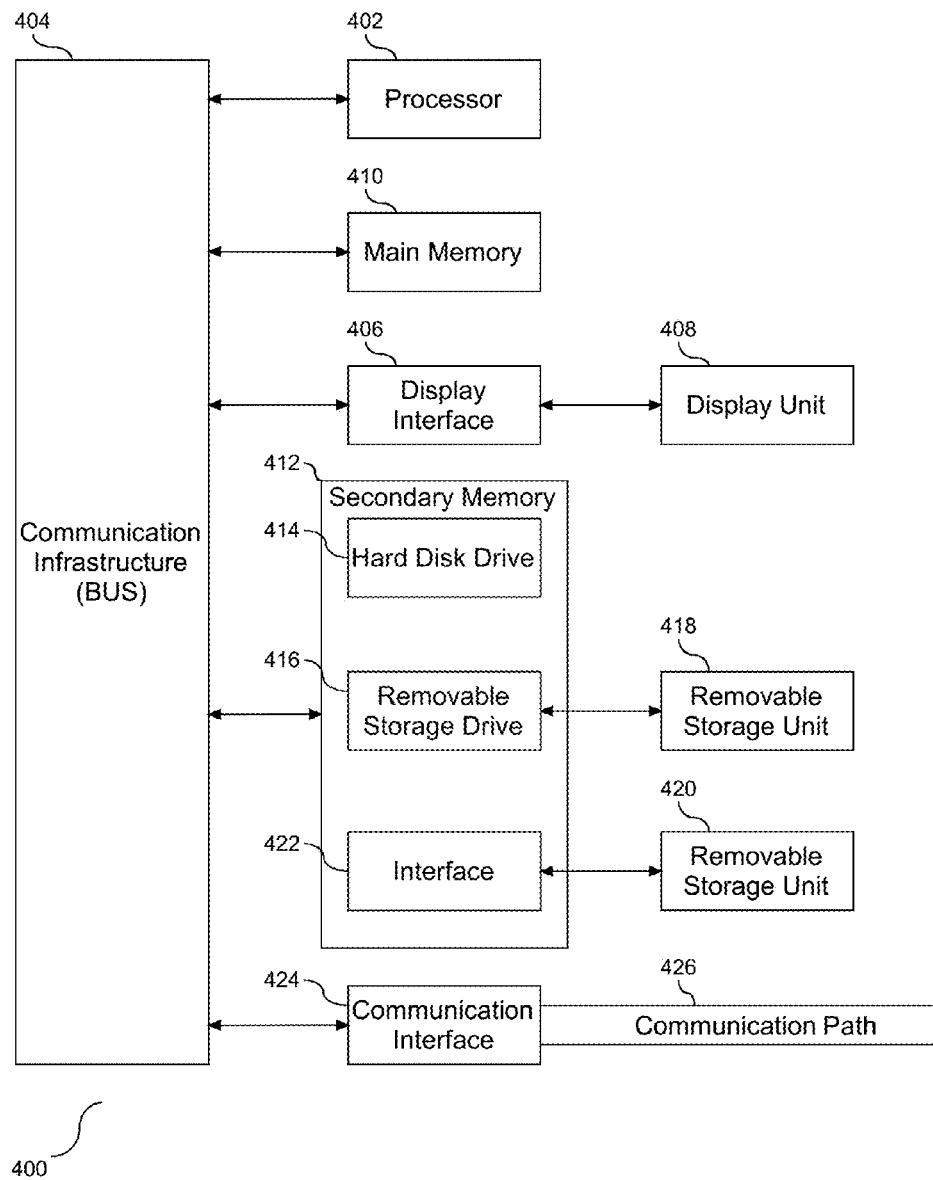 404
402
Processor
410
Main Memory
406
408
Display
Interface
Display Unit
412
Secondary Memory
414
Hard Disk Drive
Communication
Infrastructure
(BUS)
416
418
Removable
Storage Drive
Removable
Storage Unit
420
422
Interface
Removable
Storage Unit
424
426
Communication
Interface
Communication Path
400